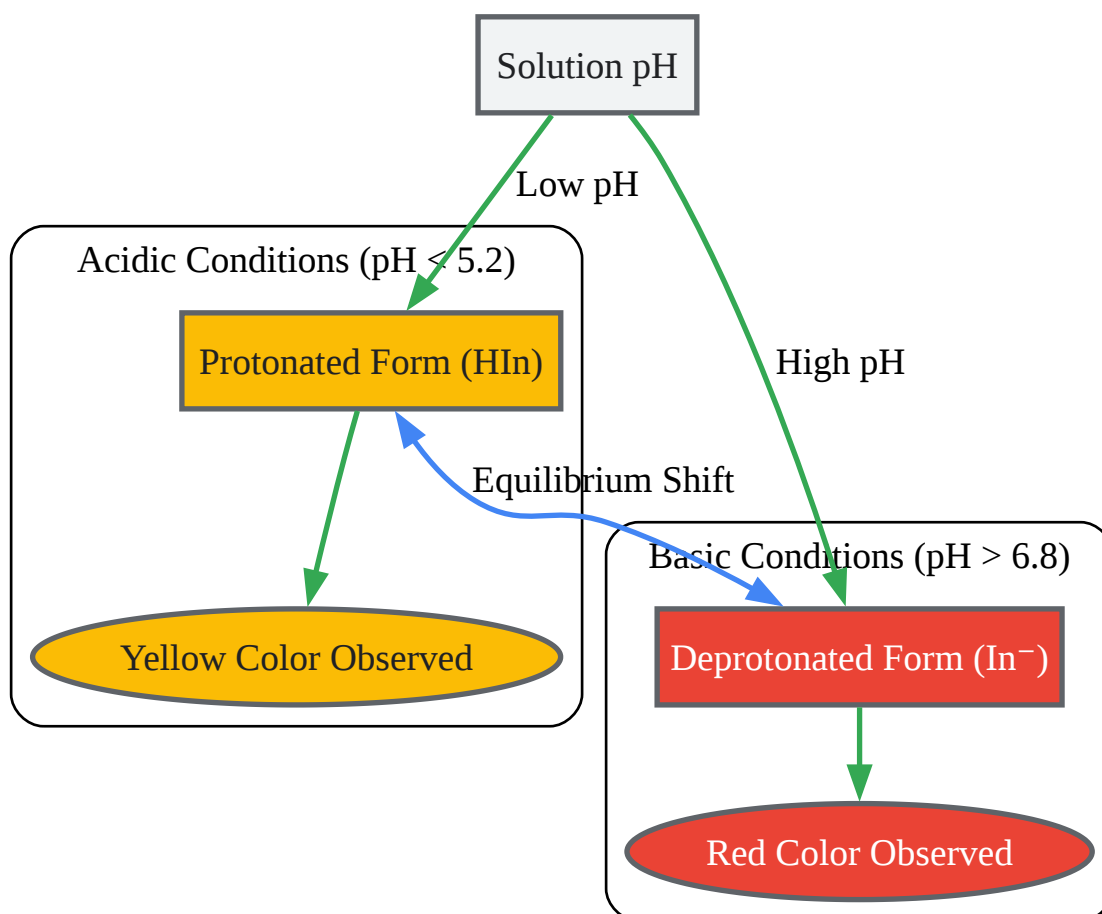 Solution pH
Low pH
Acidic Conditions (pH < 5.2)
Protonated Form (HIn)
High pH
Equilibrium Shift
Basic Conditions (pH > 6.8)
Yellow Color Observed
Deprotonated Form (In⁻)
Red Color Observed